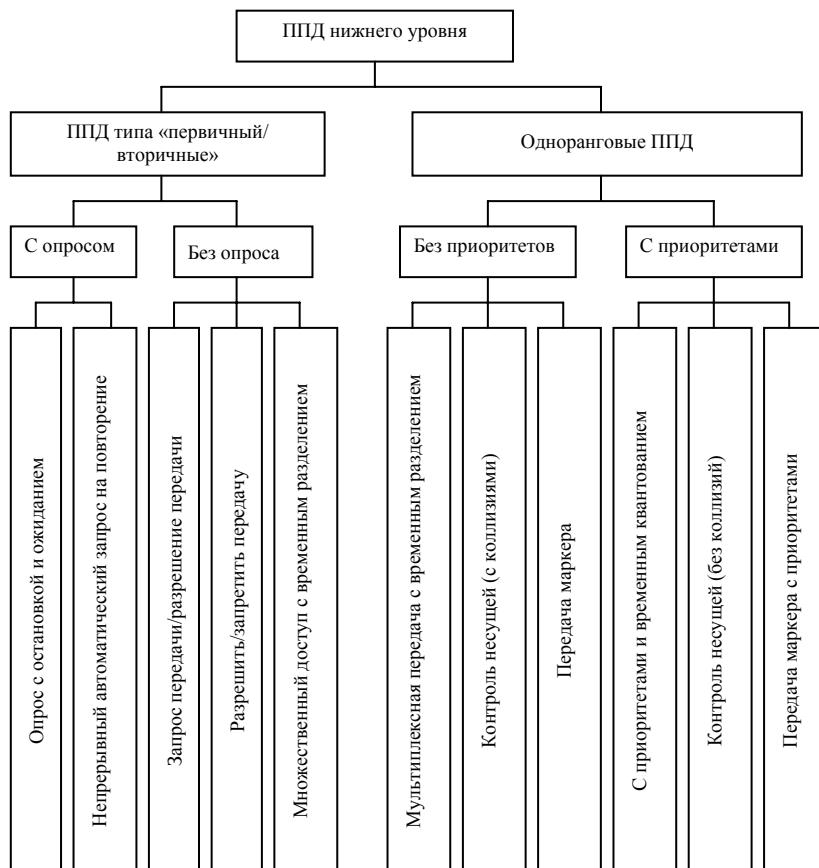 ППД нижнего уровня
ППД типа «первичный/
вторичные»
Одноранговые ППД
С опросом
Без опроса
Без приоритетов
С приоритетами
Опрос с остановкой и ожиданием
Непрерывный автоматический запрос на повторение
Запрос передачи/разрешение передачи
Разрешить/запретить передачу
Множественный доступ с временным разделением
Мультиплексная передача с временным разделением
Контроль несущей (с коллизиями)
Передача маркера
С приоритетами и временным квантованием
Контроль несущей (без коллизий)
Передача маркера с приоритетами